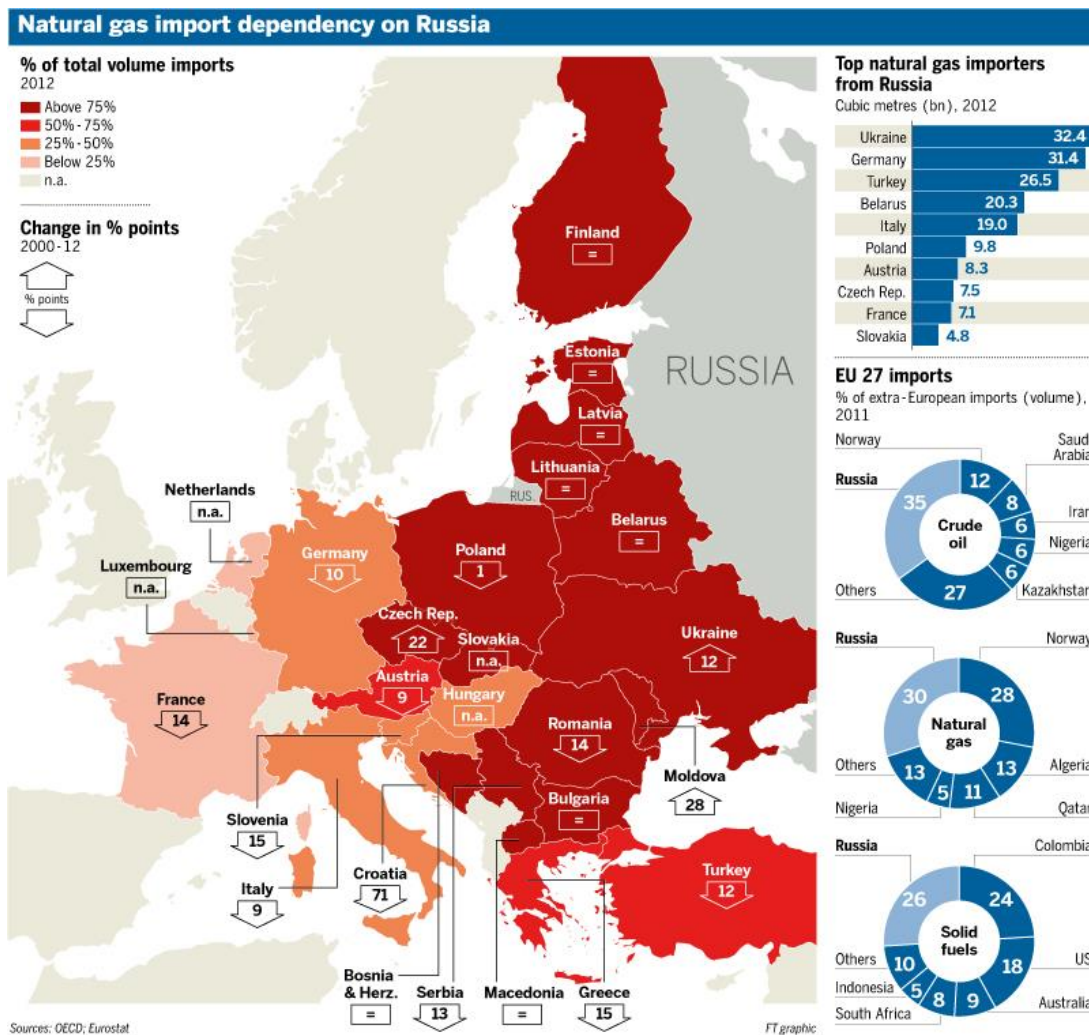 Natural gas import dependency on Russia
% of total volume imports
2012
Above 75%
50%-75%
25%-50%
Below 25%
n.a.
Change in % points
2000-12
% points
Finland
=
Estonia
=
Latvia
=
Lithuania
=
RUS.
RUSSIA
Belarus
=
Netherlands
n.a.
Luxembourg
n.a.
Germany
10
Poland
1
Czech Rep.
22
Slovakia
n.a.
Ukraine
12
Austria
9
Hungary
n.a.
France
14
Romania
14
Moldova
28
Bulgaria
=
Slovenia
15
Italy
9
Croatia
71
Turkey
12
Bosnia
& Herz.
=
Serbia
13
Macedonia
=
Greece
15
Sources: OECD; Eurostat
FT graphic
Top natural gas importers
from Russia
Cubic metres (bn), 2012
Ukraine 32.4
Germany 31.4
Turkey 26.5
Belarus 20.3
Italy 19.0
Poland 9.8
Austria 8.3
Czech Rep. 7.5
France 7.1
Slovakia 4.8
EU 27 imports
% of extra-European imports (volume),
2011
Crude
oil
Norway
12
Saudi
Arabia
8
Iran
6
Nigeria
6
Kazakhstan
6
Others
27
Russia
35
Natural
gas
Russia
30
Norway
28
Algeria
13
Qatar
11
Nigeria
5
Others
13
Solid
fuels
Russia
26
Colombia
24
US
18
Australia
9
South Africa
8
Indonesia
5
Others
10